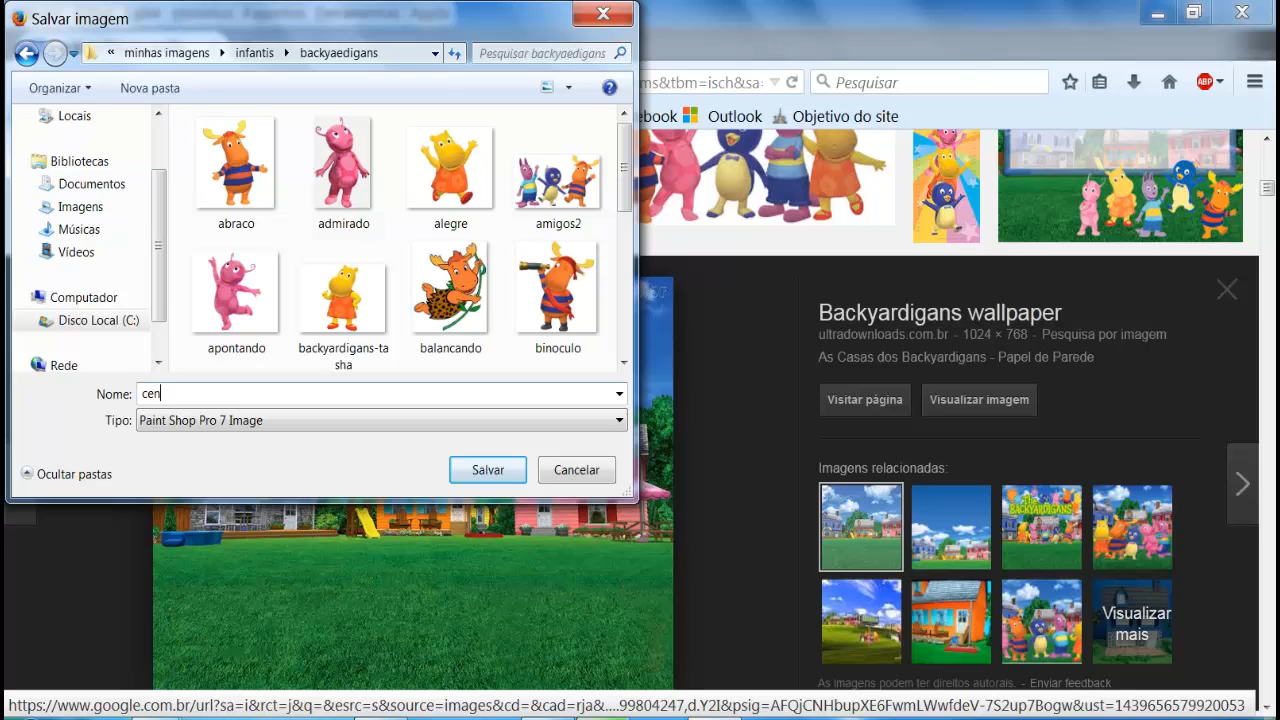 Salvar imagem
« minhas imagens infantis backyaedigans
Pesquisar backyaedigans
Organizar
Nova pasta
Locais
Bibliotecas
Documentos
Imagens
Músicas
Vídeos
Computador
Disco Local (C:)
Rede
abraco
admirado
alegre
amigos2
apontando
backyardigans-ta
sha
balancando
binoculo
Nome: cen
Tipo: Paint Shop Pro 7 Image
Ocultar pastas
Salvar
Cancelar
ms&tbm=isch&sa:
Pesquisar
ABP
ebook
Outlook
Objetivo do site
Backyardigans wallpaper
ultradownloads.com.br - 1024 × 768 - Pesquisa por imagem
As Casas dos Backyardigans - Papel de Parede
Visitar página
Visualizar imagem
Imagens relacionadas:
THE
BACKYARDIGANS
Visualizar
mais
As imagens podem ter direitos autorais. - Enviar feedback
https://www.google.com.br/url?sa=i&rct=j&q=&esrc=s&source=images&cd=&cad=rja&....99804247,d.Y2I&psig=AFQjCNHbupXE6FwmLWwfdeV-7S2up7Bogw&ust=1439656579920053